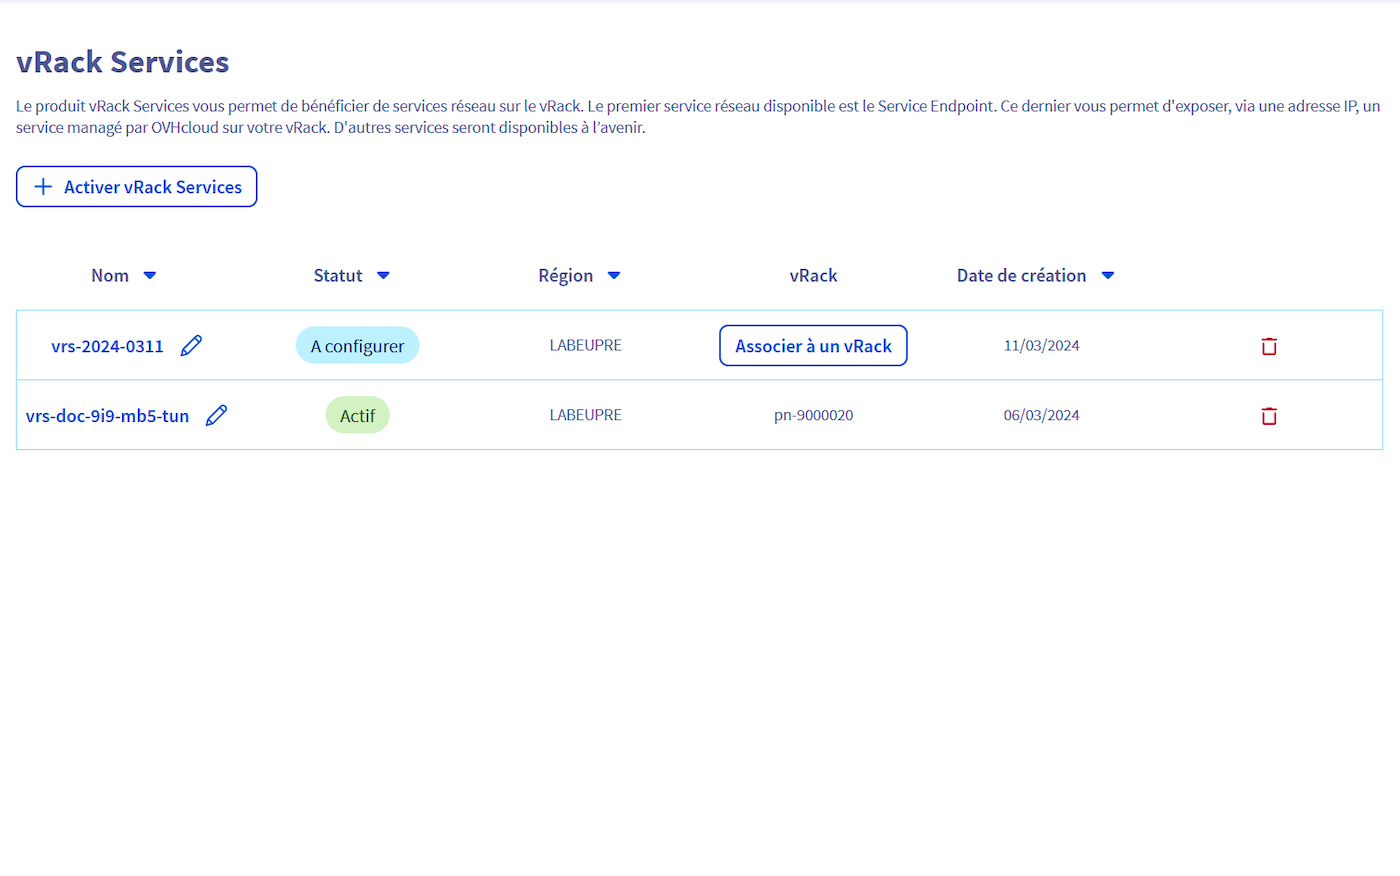 vRack Services
Le produit vRack Services vous permet de bénéficier de services réseau sur le vRack. Le premier service réseau disponible est le Service Endpoint. Ce dernier vous permet d'exposer, via une adresse IP, un
service managé par OVHcloud sur votre vRack. D'autres services seront disponibles à l’avenir.
Activer vRack Services
Nom Statut Région vRack Date de création
vrs-2024-0311 A configurer LABEUPRE Associer à un vRack 11/03/2024
vrs-doc-9i9-mb5-tun Actif LABEUPRE pn-9000020 06/03/2024